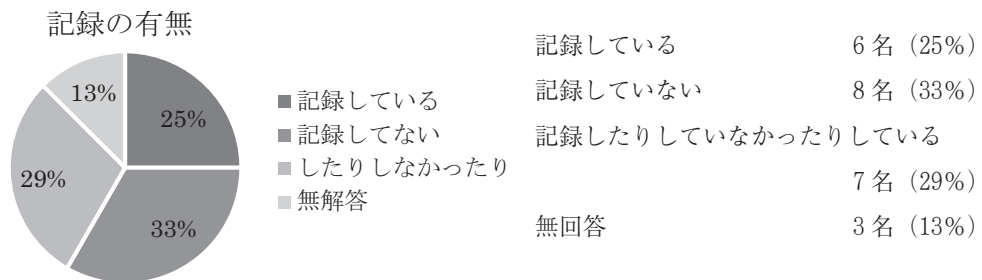 記録の有無
13%
25%
29%
33%
■記録している
■記録してない
■したりしなかったり
■無解答
記録している 6名（25%）
記録していない 8名（33%）
記録したりしていなかったりしている
7名（29%）
無回答 3名（13%）